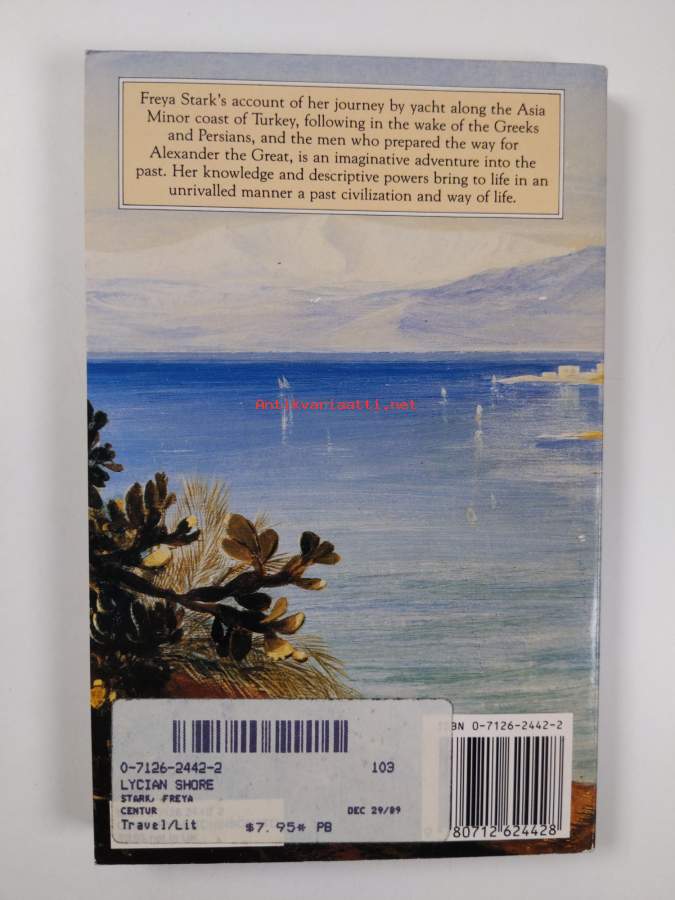 Freya Stark's account of her journey by yacht along the Asia
Minor coast of Turkey, following in the wake of the Greeks
and Persians, and the men who prepared the way for
Alexander the Great, is an imaginative adventure into the
past. Her knowledge and descriptive powers bring to life in an
unrivalled manner a past civilization and way of life.
Antikvariaatti.net
0-7126-2442-2 103
LYCIAN SHORE
STARK, FREYA
CENTUR DEC 29/89
Travel/Lit $7.95* PB
ISBN 0-7126-2442-2
780712 624428